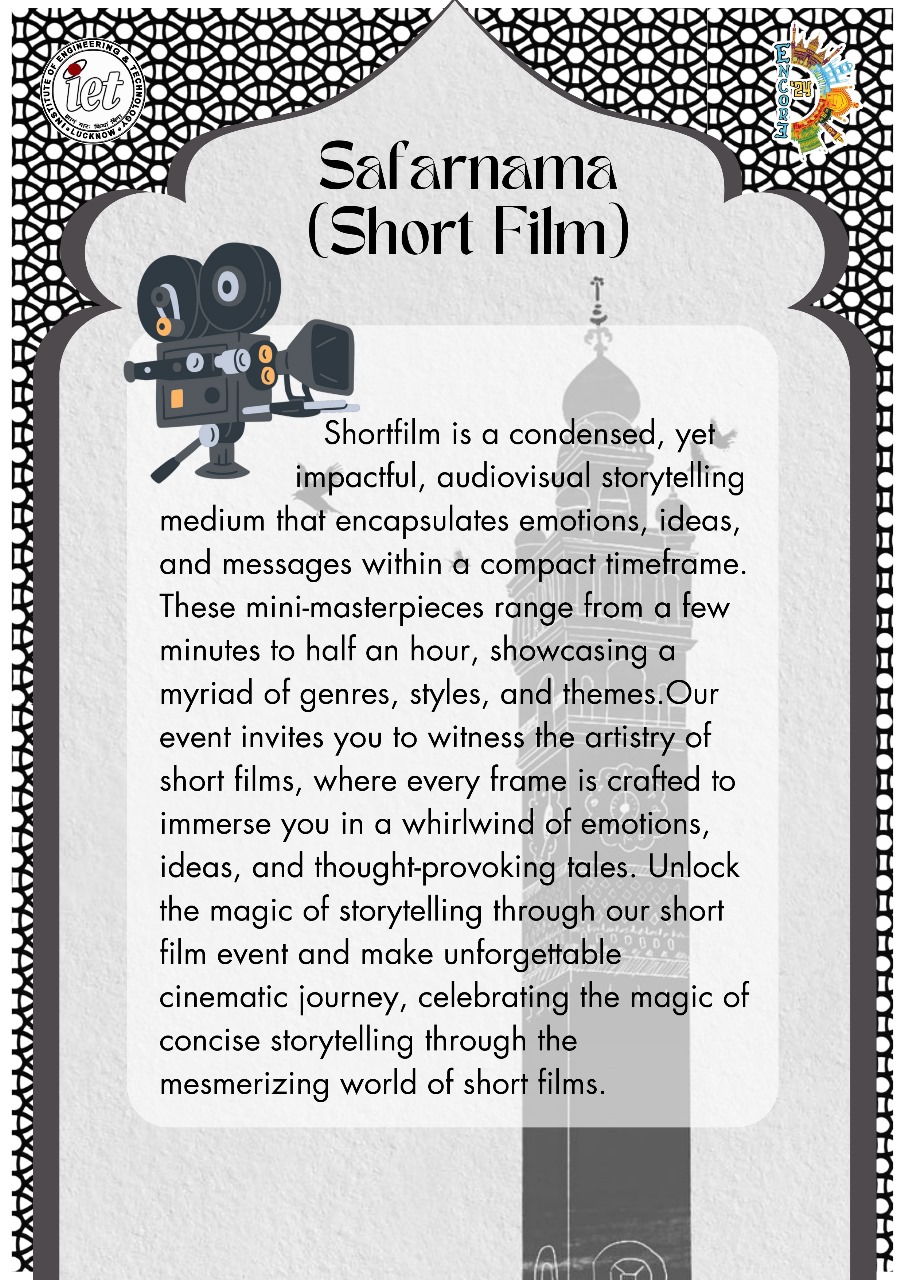 INSTITUTE OF ENGINEERING & TECHNOLOGY
iet
• LUCKNOW •
ENCORE
'24
Safarnama
(Short Film)
Shortfilm is a condensed, yet
impactful, audiovisual storytelling
medium that encapsulates emotions, ideas,
and messages within a compact timeframe.
These mini-masterpieces range from a few
minutes to half an hour, showcasing a
myriad of genres, styles, and themes.Our
event invites you to witness the artistry of
short films, where every frame is crafted to
immerse you in a whirlwind of emotions,
ideas, and thought-provoking tales. Unlock
the magic of storytelling through our short
film event and make unforgettable
cinematic journey, celebrating the magic of
concise storytelling through the
mesmerizing world of short films.